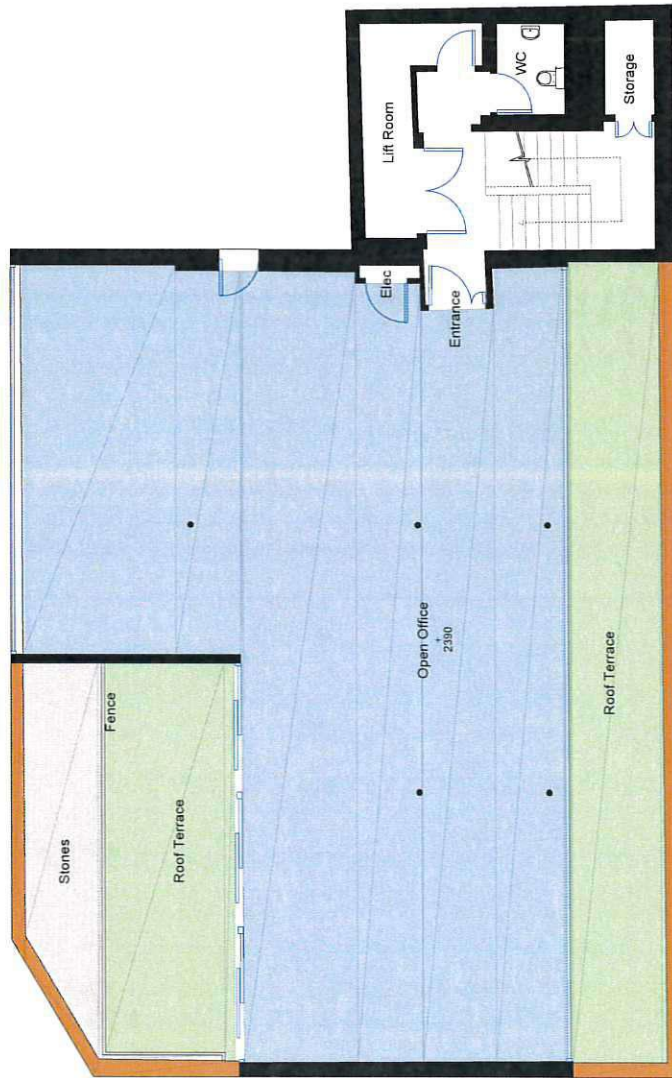 WC
Storage
Lift Room
Elec
Entrance
Open Office
+
2390
Fence
Stones
Roof Terrace
Roof Terrace